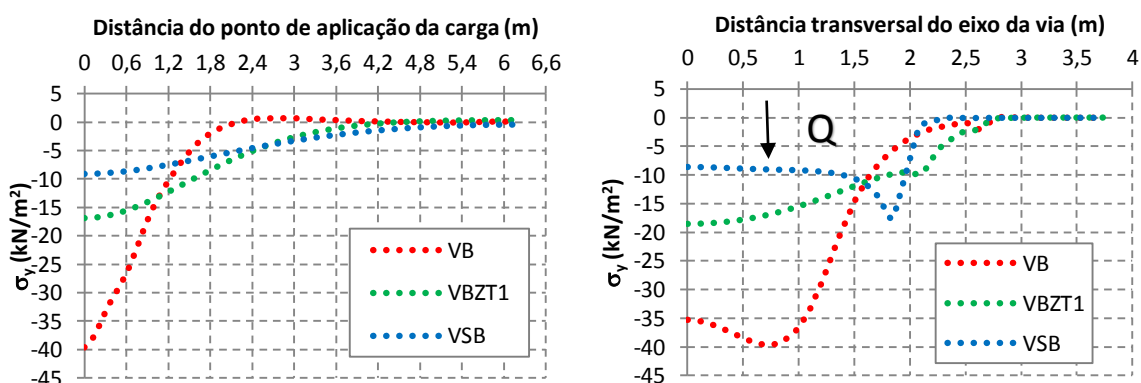 Distância do ponto de aplicação da carga (m)
0 0,6 1,2 1,8 2,4 3 3,6 4,2 4,8 5,4 6 6,6
5
0
-5
-10
-15
-20
-25
-30
-35
-40
-45
σy (kN/m²)
VB
VBZT1
VSB
Distância transversal do eixo da via (m)
0 0,5 1 1,5 2 2,5 3 3,5 4
5
0
-5
-10
-15
-20
-25
-30
-35
-40
-45
σy (kN/m²)
Q
VB
VBZT1
VSB